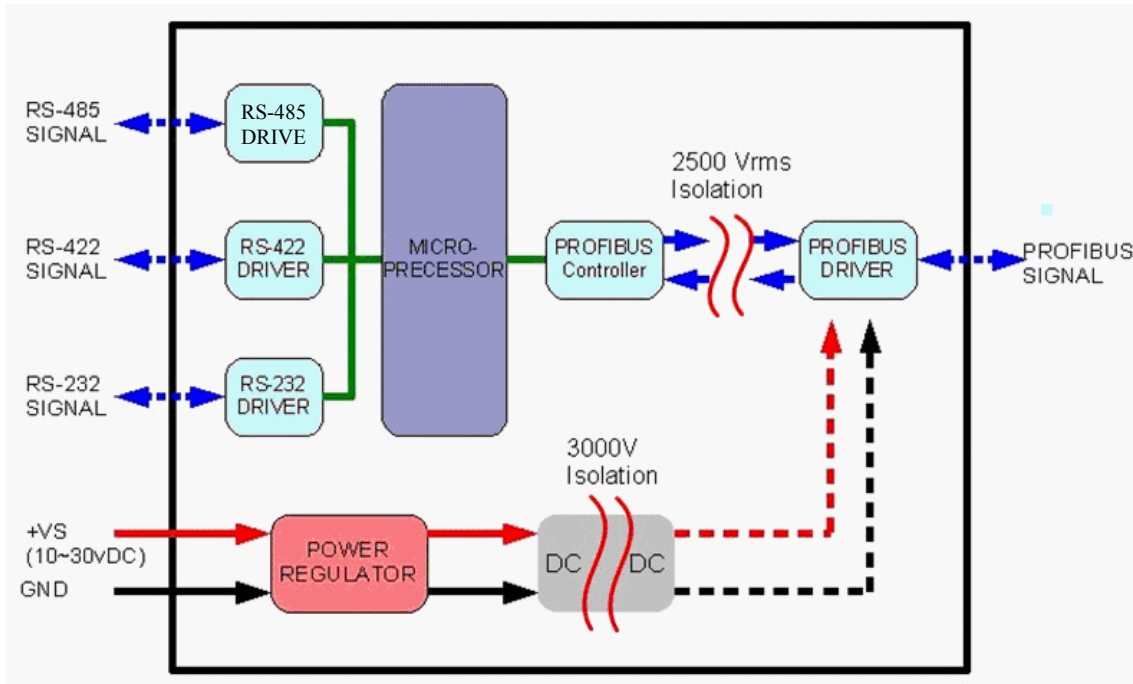 RS-485
SIGNAL
RS-485
DRIVE
RS-422
SIGNAL
RS-422
DRIVER
RS-232
SIGNAL
RS-232
DRIVER
MICRO-
PRECESSOR
PROFIBUS
Controller
2500 Vrms
Isolation
PROFIBUS
DRIVER
PROFIBUS
SIGNAL
3000V
Isolation
+VS
(10~30vDC)
GND
POWER
REGULATOR
DC DC